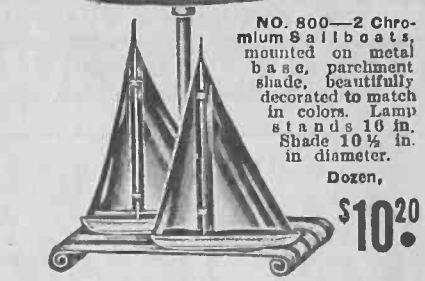 NO. 800—2 Chro-
mium Sailboats,
mounted on metal
base, parchment
shade, beautifully
decorated to match
in colors. Lamp
stands 16 in.
Shade 10½ in.
in diameter.
Dozen,
$10.20